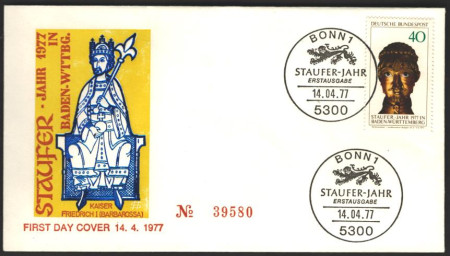 STAUFER - JAHR 1977
IN
BADEN-WTTBG.
KAISER
FRIEDRICH I (BARBAROSSA)
FIRST DAY COVER 14. 4. 1977
No 39580
BONN 1
STAUFER-JAHR
ERSTAUSGABE
14.04.77
5300
DEUTSCHE BUNDESPOST
40
STAUFER-JAHR 1977 IN
BADEN-WÜRTTEMBERG
BONN 1
STAUFER-JAHR
ERSTAUSGABE
14.04.77
5300